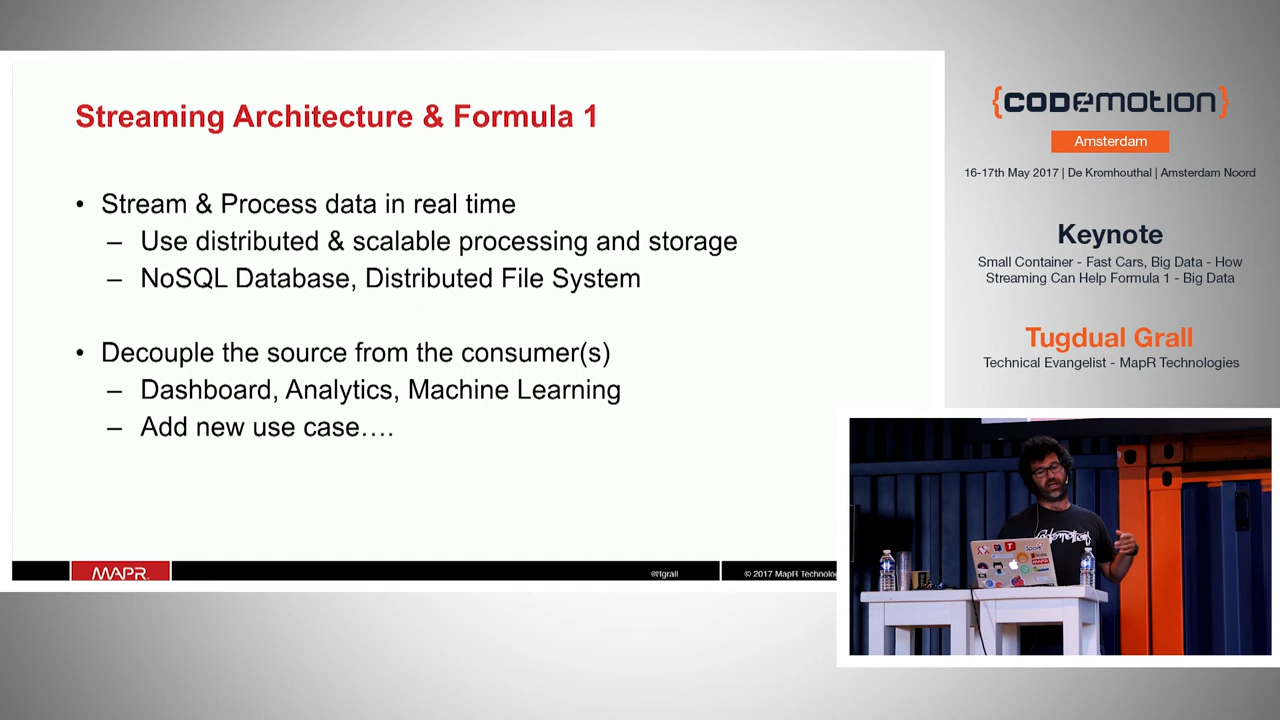 Streaming Architecture & Formula 1
• Stream & Process data in real time
– Use distributed & scalable processing and storage
– NoSQL Database, Distributed File System
• Decouple the source from the consumer(s)
– Dashboard, Analytics, Machine Learning
– Add new use case….
MAPR
@tgrall
© 2017 MapR Technolo
{CODEMOTION}
Amsterdam
16-17th May 2017 | De Kromhouthal | Amsterdam Noord
Keynote
Small Container - Fast Cars, Big Data - How
Streaming Can Help Formula 1 - Big Data
Tugdual Grall
Technical Evangelist - MapR Technologies
codemotion
Spark